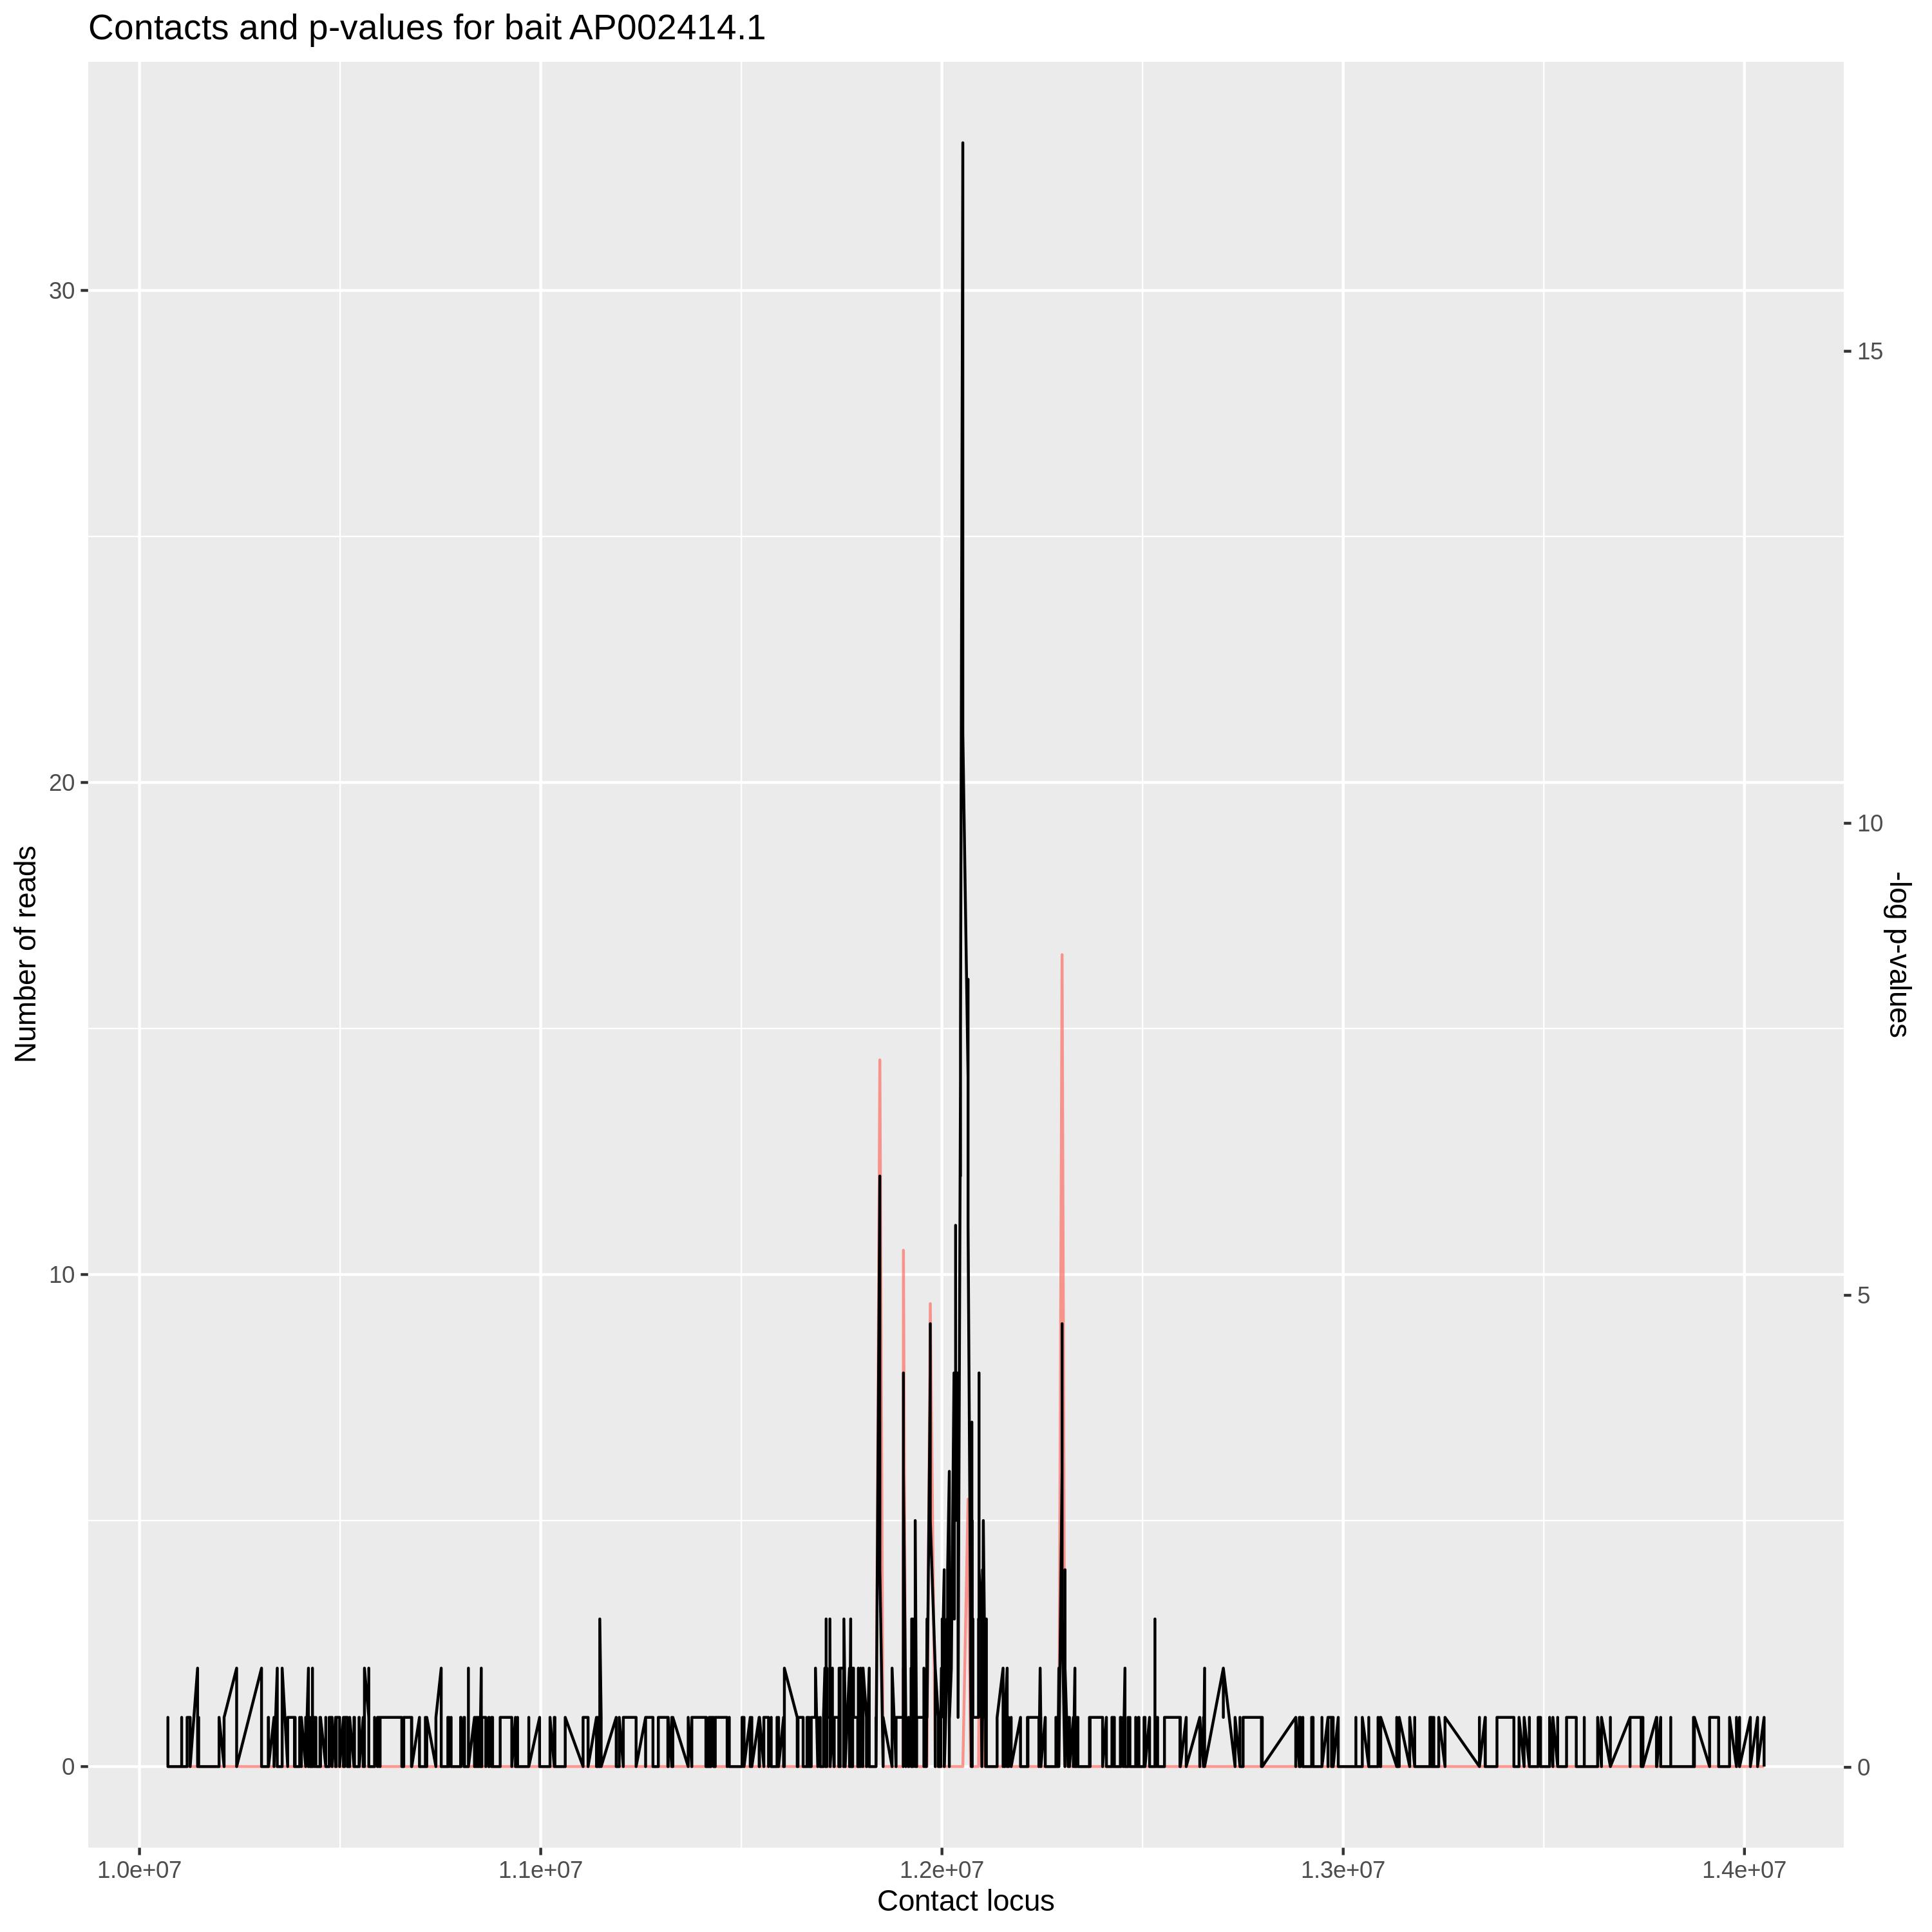 Contacts and p-values for bait AP002414.1
30
20
10
0
15
10
5
0
Number of reads
-log p-values
1.0e+07
1.1e+07
1.2e+07
1.3e+07
1.4e+07
Contact locus